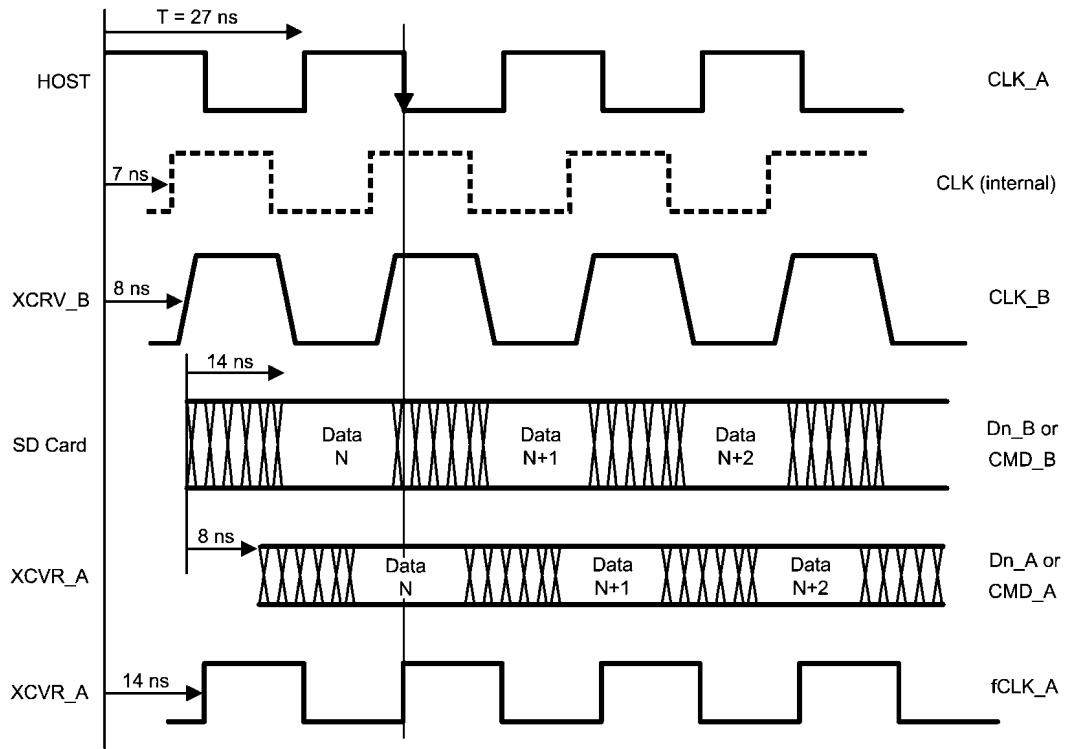 T = 27 ns
HOST
CLK_A
7 ns
CLK (internal)
XCRV_B
8 ns
CLK_B
14 ns
SD Card
Data
N
Data
N+1
Data
N+2
Dn_B or
CMD_B
8 ns
XCVR_A
Data
N
Data
N+1
Data
N+2
Dn_A or
CMD_A
XCVR_A
14 ns
fCLK_A